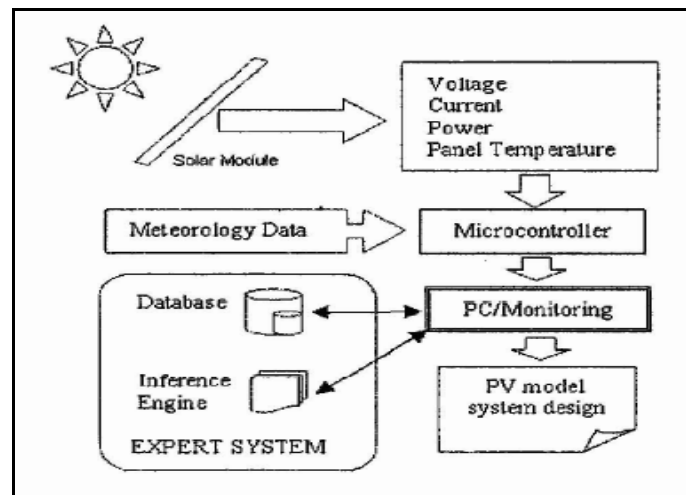 Voltage
Current
Power
Panel Temperature
Solar Module
Meteorology Data
Microcontroller
Database
PC/Monitoring
Inference
Engine
PV model
system design
EXPERT SYSTEM